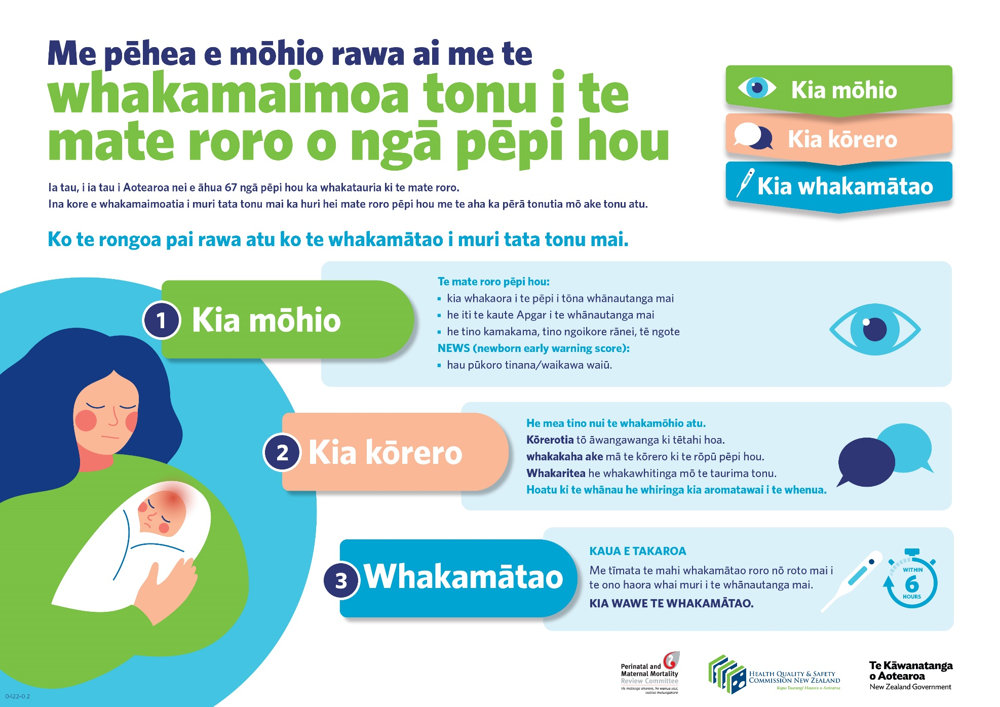 Me pēhea e mōhio rawa ai me te
whakamaimoa tonu i te
mate roro o ngā pēpi hou
Ia tau, i ia tau i Aotearoa nei e āhua 67 ngā pēpi hou ka whakatauria ki te mate roro.
Ina kore e whakamaimoatia i muri tata tonu mai ka huri hei mate roro pēpi hou me te aha ka pērā tonutia mō ake tonu atu.
Ko te rongoa pai rawa atu ko te whakamātao i muri tata tonu mai.
Kia mōhio
Kia kōrero
Kia whakamātao
1 Kia mōhio
Te mate roro pēpi hou:
▪ kia whakaora i te pēpi i tōna whānautanga mai
▪ he iti te kaute Apgar i te whānautanga mai
▪ he tino kamakama, tino ngoikore rānei, tē ngote
NEWS (newborn early warning score):
▪ hau pūkoro tinana/waikawa waiū.
2 Kia kōrero
He mea tino nui te whakamōhio atu.
Kōrerotia tō āwangawanga ki tētahi hoa.
whakakaha ake mā te kōrero ki te rōpū pēpi hou.
Whakaritea he whakawhitinga mō te taurima tonu.
Hoatu ki te whānau he whiringa kia aromatawai i te whenua.
3 Whakamātao
KAUA E TAKAROA
Me tīmata te mahi whakamātao roro nō roto mai i
te ono haora whai muri i te whānautanga mai.
KIA WAWE TE WHAKAMĀTAO.
WITHIN
6
HOURS
Perinatal and
Maternal Mortality
Review Committee
He matenga ohorere, he wairua uiui,
wairua mutungakore
HEALTH QUALITY & SAFETY
COMMISSION NEW ZEALAND
Kupu Taurangi Hauora o Aotearoa
Te Kāwanatanga
o Aotearoa
New Zealand Government
0422-0.2